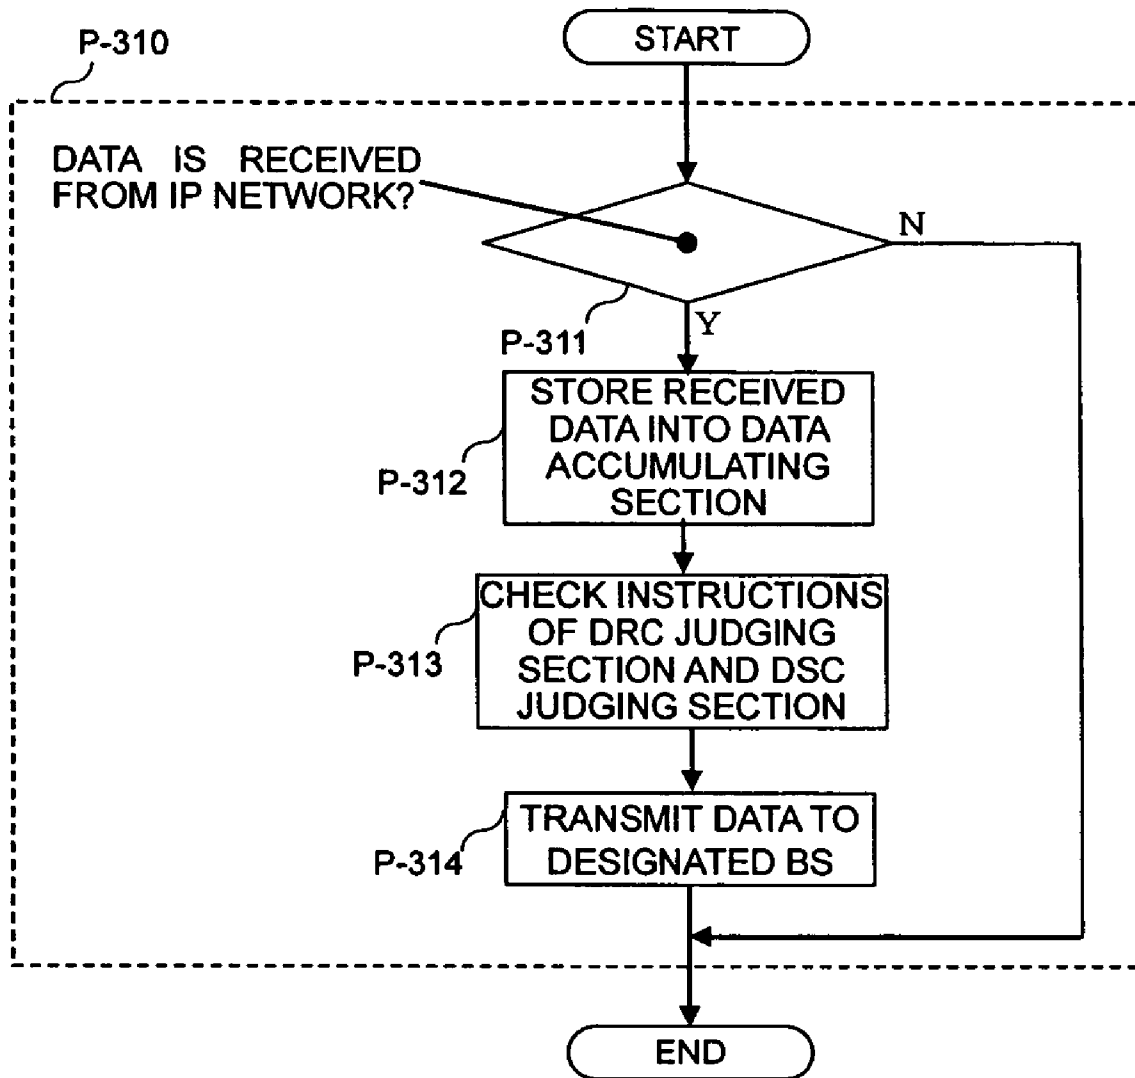 START
P-310
DATA IS RECEIVED
FROM IP NETWORK?
N
Y
P-311
STORE RECEIVED
DATA INTO DATA
ACCUMULATING
SECTION
P-312
CHECK INSTRUCTIONS
OF DRC JUDGING
SECTION AND DSC
JUDGING SECTION
P-313
TRANSMIT DATA TO
DESIGNATED BS
P-314
END